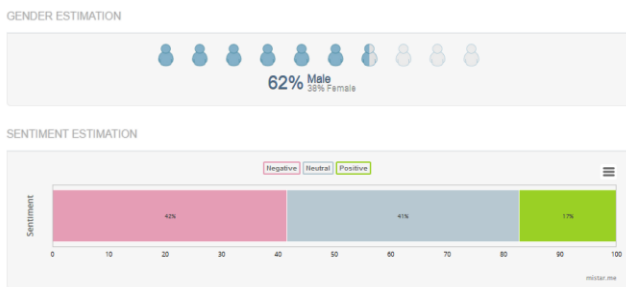 GENDER ESTIMATION
62% Male
38% Female
SENTIMENT ESTIMATION
Negative Neutral Positive
Sentiment
42% 41% 17%
0 10 20 30 40 50 60 70 80 90 100
mister.me